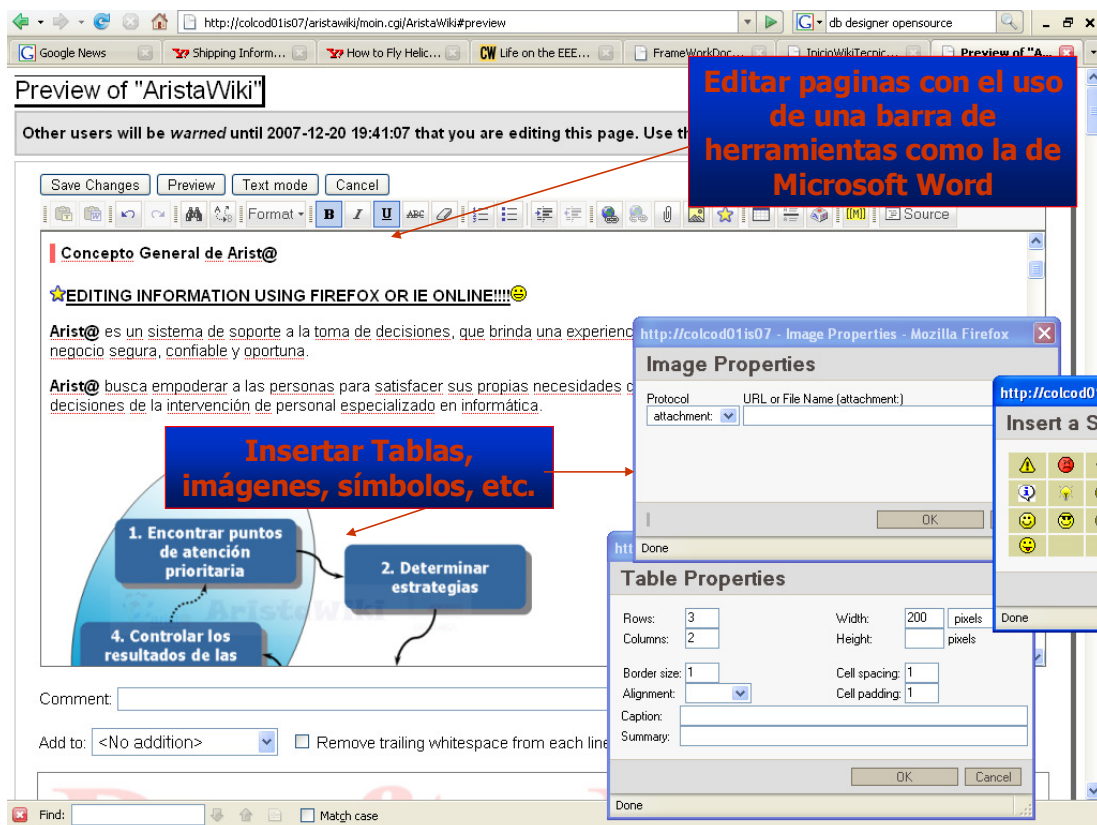 http://colcod01is07/aristawiki/moin.cgi/AristaWiki#preview
db designer opensource
Google News
Shipping Inform...
How to Fly Helic...
Life on the EEE...
FrameWorkDoc...
InicioWikiTecnic...
Preview of "A...
Preview of "AristaWiki"
Editar paginas con el uso
de una barra de
herramientas como la de
Microsoft Word
Other users will be warned until 2007-12-20 19:41:07 that you are editing this page. Use
Save Changes
Preview
Text mode
Cancel
Format
B I U ABC
[[M]]
Source
Concepto General de Arist@
EDITING INFORMATION USING FIREFOX OR IE ONLINE!!!!
Arist@ es un sistema de soporte a la toma de decisiones, que brinda una
negocio segura, confiable y oportuna.
Arist@ busca empoderar a las personas para satisfacer sus propias necesidades
decisiones de la intervención de personal especializado en informática.
Insertar Tablas,
imágenes, símbolos, etc.
1. Encontrar puntos
de atención
prioritaria
2. Determinar
estrategias
AristaWiki
4. Controlar los
resultados de las
http://colcod01is07 - Image Properties - Mozilla Firefox
Image Properties
Protocol
URL or File Name (attachment:)
attachment:
OK
Done
http://colcod0
Insert a S
Done
htt
Table Properties
Rows: 3
Width: 200 pixels
Columns: 2
Height: pixels
Border size: 1
Cell spacing: 1
Alignment:
Cell padding: 1
Caption:
Summary:
OK
Cancel
Done
Comment:
Add to: <No addition>
Remove trailing whitespace from each line
Find:
Match case